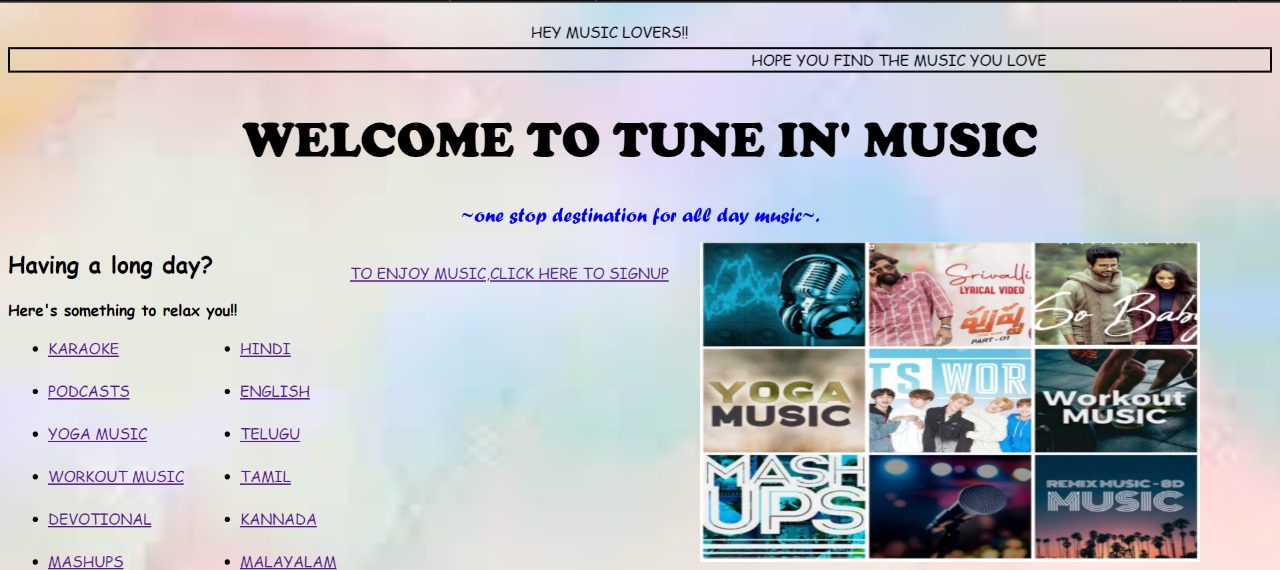 HEY MUSIC LOVERS!!
HOPE YOU FIND THE MUSIC YOU LOVE
WELCOME TO TUNE IN' MUSIC
~one stop destination for all day music~.
Having a long day?
Here's something to relax you!!
KARAOKE
PODCASTS
YOGA MUSIC
WORKOUT MUSIC
DEVOTIONAL
MASHUPS
HINDI
ENGLISH
TELUGU
TAMIL
KANNADA
MALAYALAM
TO ENJOY MUSIC,CLICK HERE TO SIGNUP
Srivalli
LYRICAL VIDEO
పుష్ప
PART-01
So Baby
YOGA
MUSIC
TS WOR
Workout
MUSIC
MASH
UPS
REMIX MUSIC - 8D
MUSIC